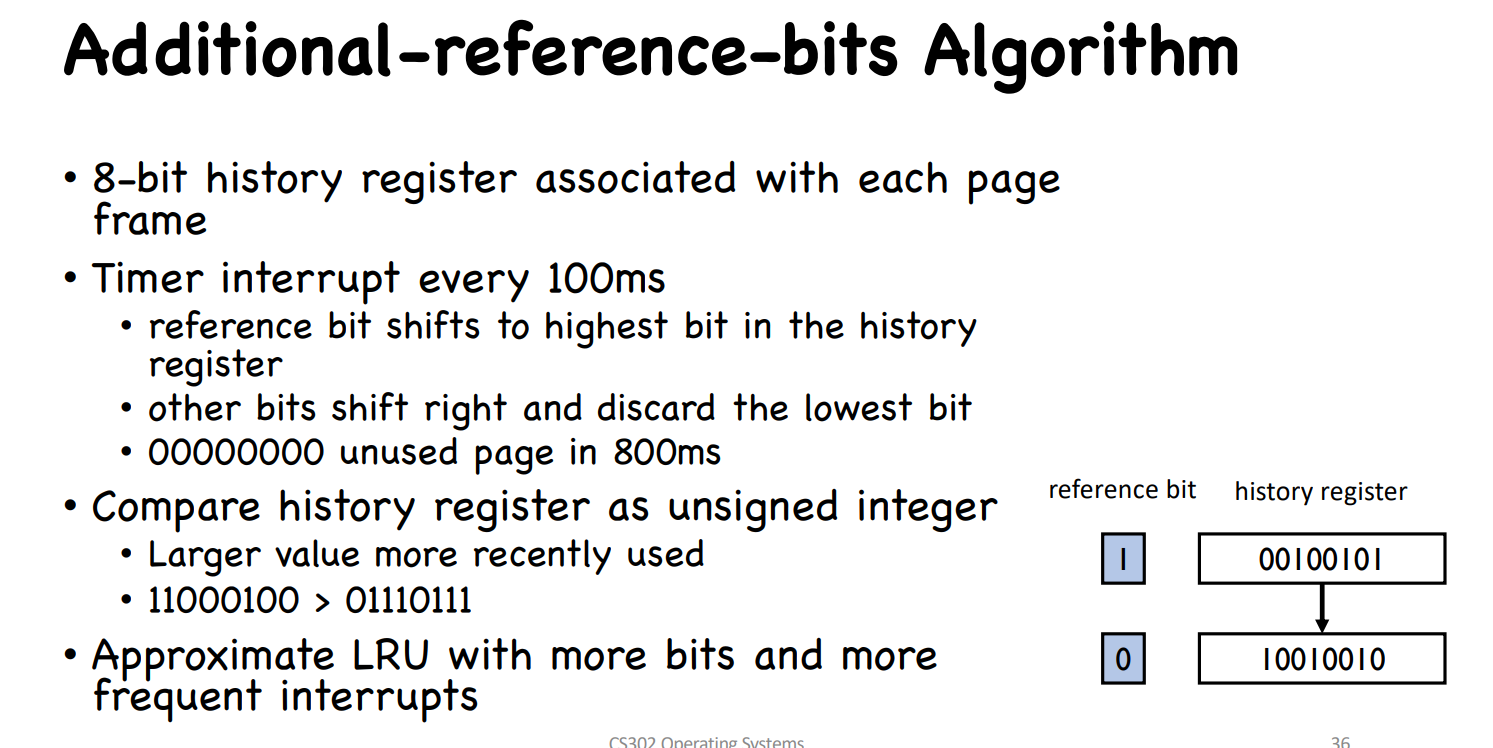 Additional-reference-bits Algorithm
• 8-bit history register associated with each page
frame
• Timer interrupt every 100ms
• reference bit shifts to highest bit in the history
register
• other bits shift right and discard the lowest bit
• 00000000 unused page in 800ms
• Compare history register as unsigned integer
• Larger value more recently used
• 11000100 > 01110111
• Approximate LRU with more bits and more
frequent interrupts
reference bit history register
1 00100101
0 10010010
CS302 Operating Systems 36